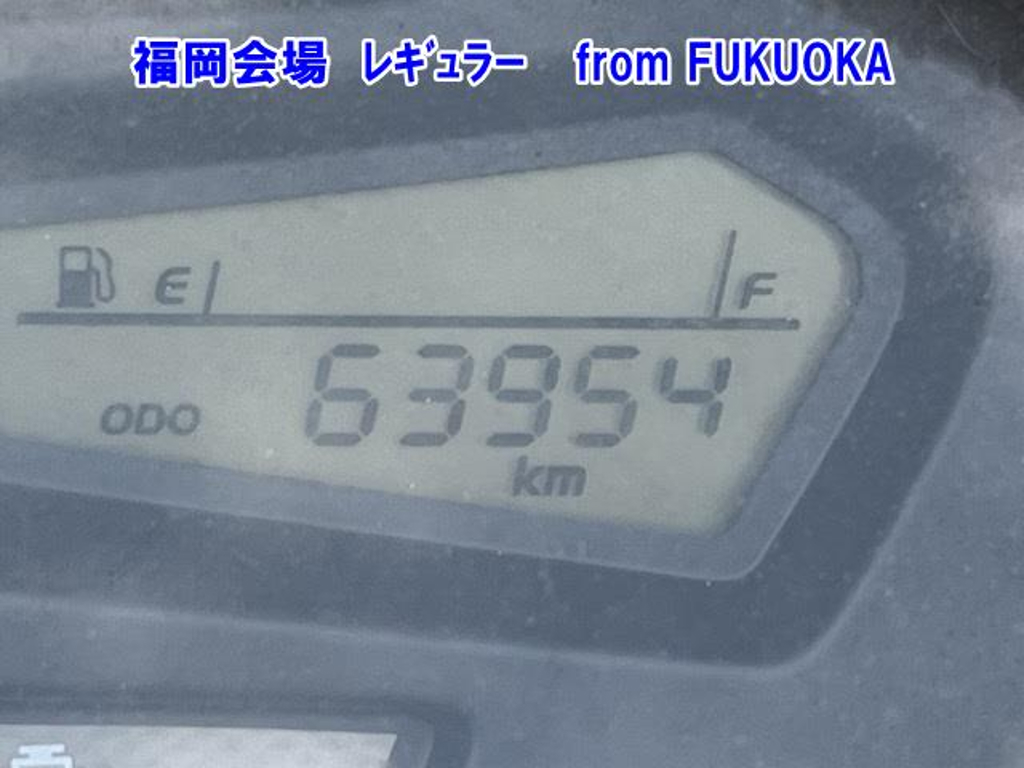 福岡会場 ﾚｷﾞｭﾗｰ from FUKUOKA
E F
63954
ODO
km